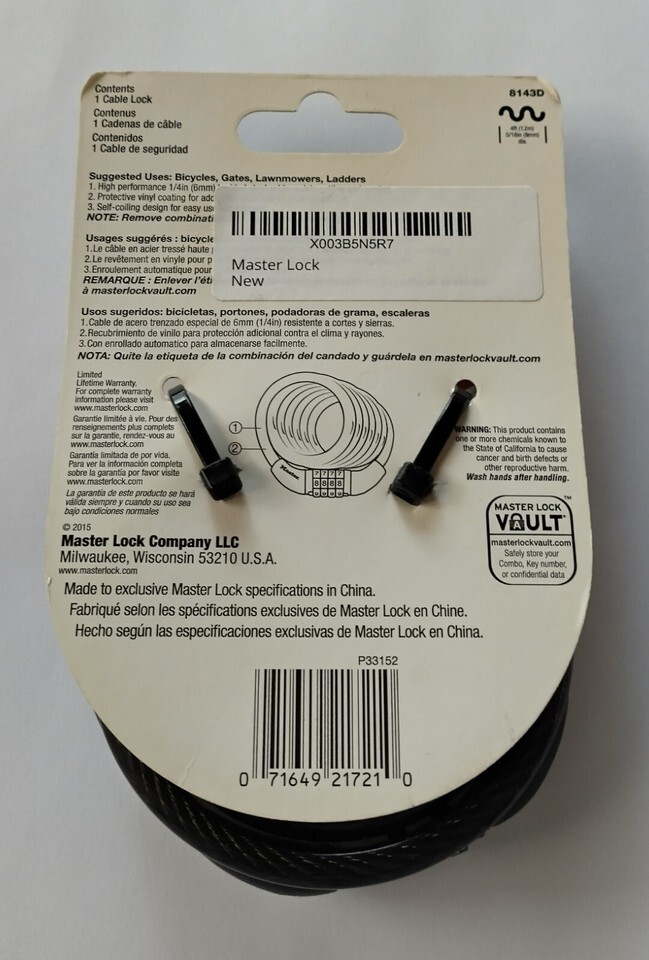 Contents
1 Cable Lock
Contenus
1 Cadenas de câble
Contenidos
1 Cable de seguridad
8143D
4ft (1.2m)
5/16in (8mm)
dia.
Suggested Uses: Bicycles, Gates, Lawnmowers, Ladders
1. High performance 1/4in (6mm)
2. Protective vinyl coating for
3. Self-coiling design for easy
NOTE: Remove
X003B5N5R7
Master Lock
New
Usages suggérés :
1.Le câble en acier tressé haute
2.Le revêtement en vinyle pour
3.Enroulement automatique pour
REMARQUE : Enlever
à masterlockvault.com
Usos sugeridos: bicicletas, portones, podadoras de grama, escaleras
1.Cable de acero trenzado especial de 6mm (1/4in) resistente a cortes y sierras.
2.Recubrimiento de vinilo para protección adicional contra el clima y rayones.
3.Con enrollado automatico para almacenarse facilmente.
NOTA: Quite la etiqueta de la combinación del candado y guárdela en masterlockvault.com
Limited
Lifetime Warranty.
For complete warranty
information please visit
www.masterlock.com
Garantie limitée à vie. Pour des
renseignements plus complets
sur la garantie, rendez-vous au
www.masterlock.com
Garantía limitada de por vida.
Para ver la información completa
sobre la garantía por favor visite
www.masterlock.com
La garantía de este producto se hará
válida siempre y cuando su uso sea
bajo condiciones normales
1
2
Master
7 7 7 7
8 8 8 8
WARNING: This product contains
one or more chemicals known to
the State of California to cause
cancer and birth defects or
other reproductive harm.
Wash hands after handling.
MASTER LOCK
VAULT™
masterlockvault.com
Safely store your
Combo, Key number,
or confidential data
© 2015
Master Lock Company LLC
Milwaukee, Wisconsin 53210 U.S.A.
www.masterlock.com
Made to exclusive Master Lock specifications in China.
Fabriqué selon les spécifications exclusives de Master Lock en Chine.
Hecho según las especificaciones exclusivas de Master Lock en China.
P33152
0 71649 21721 0